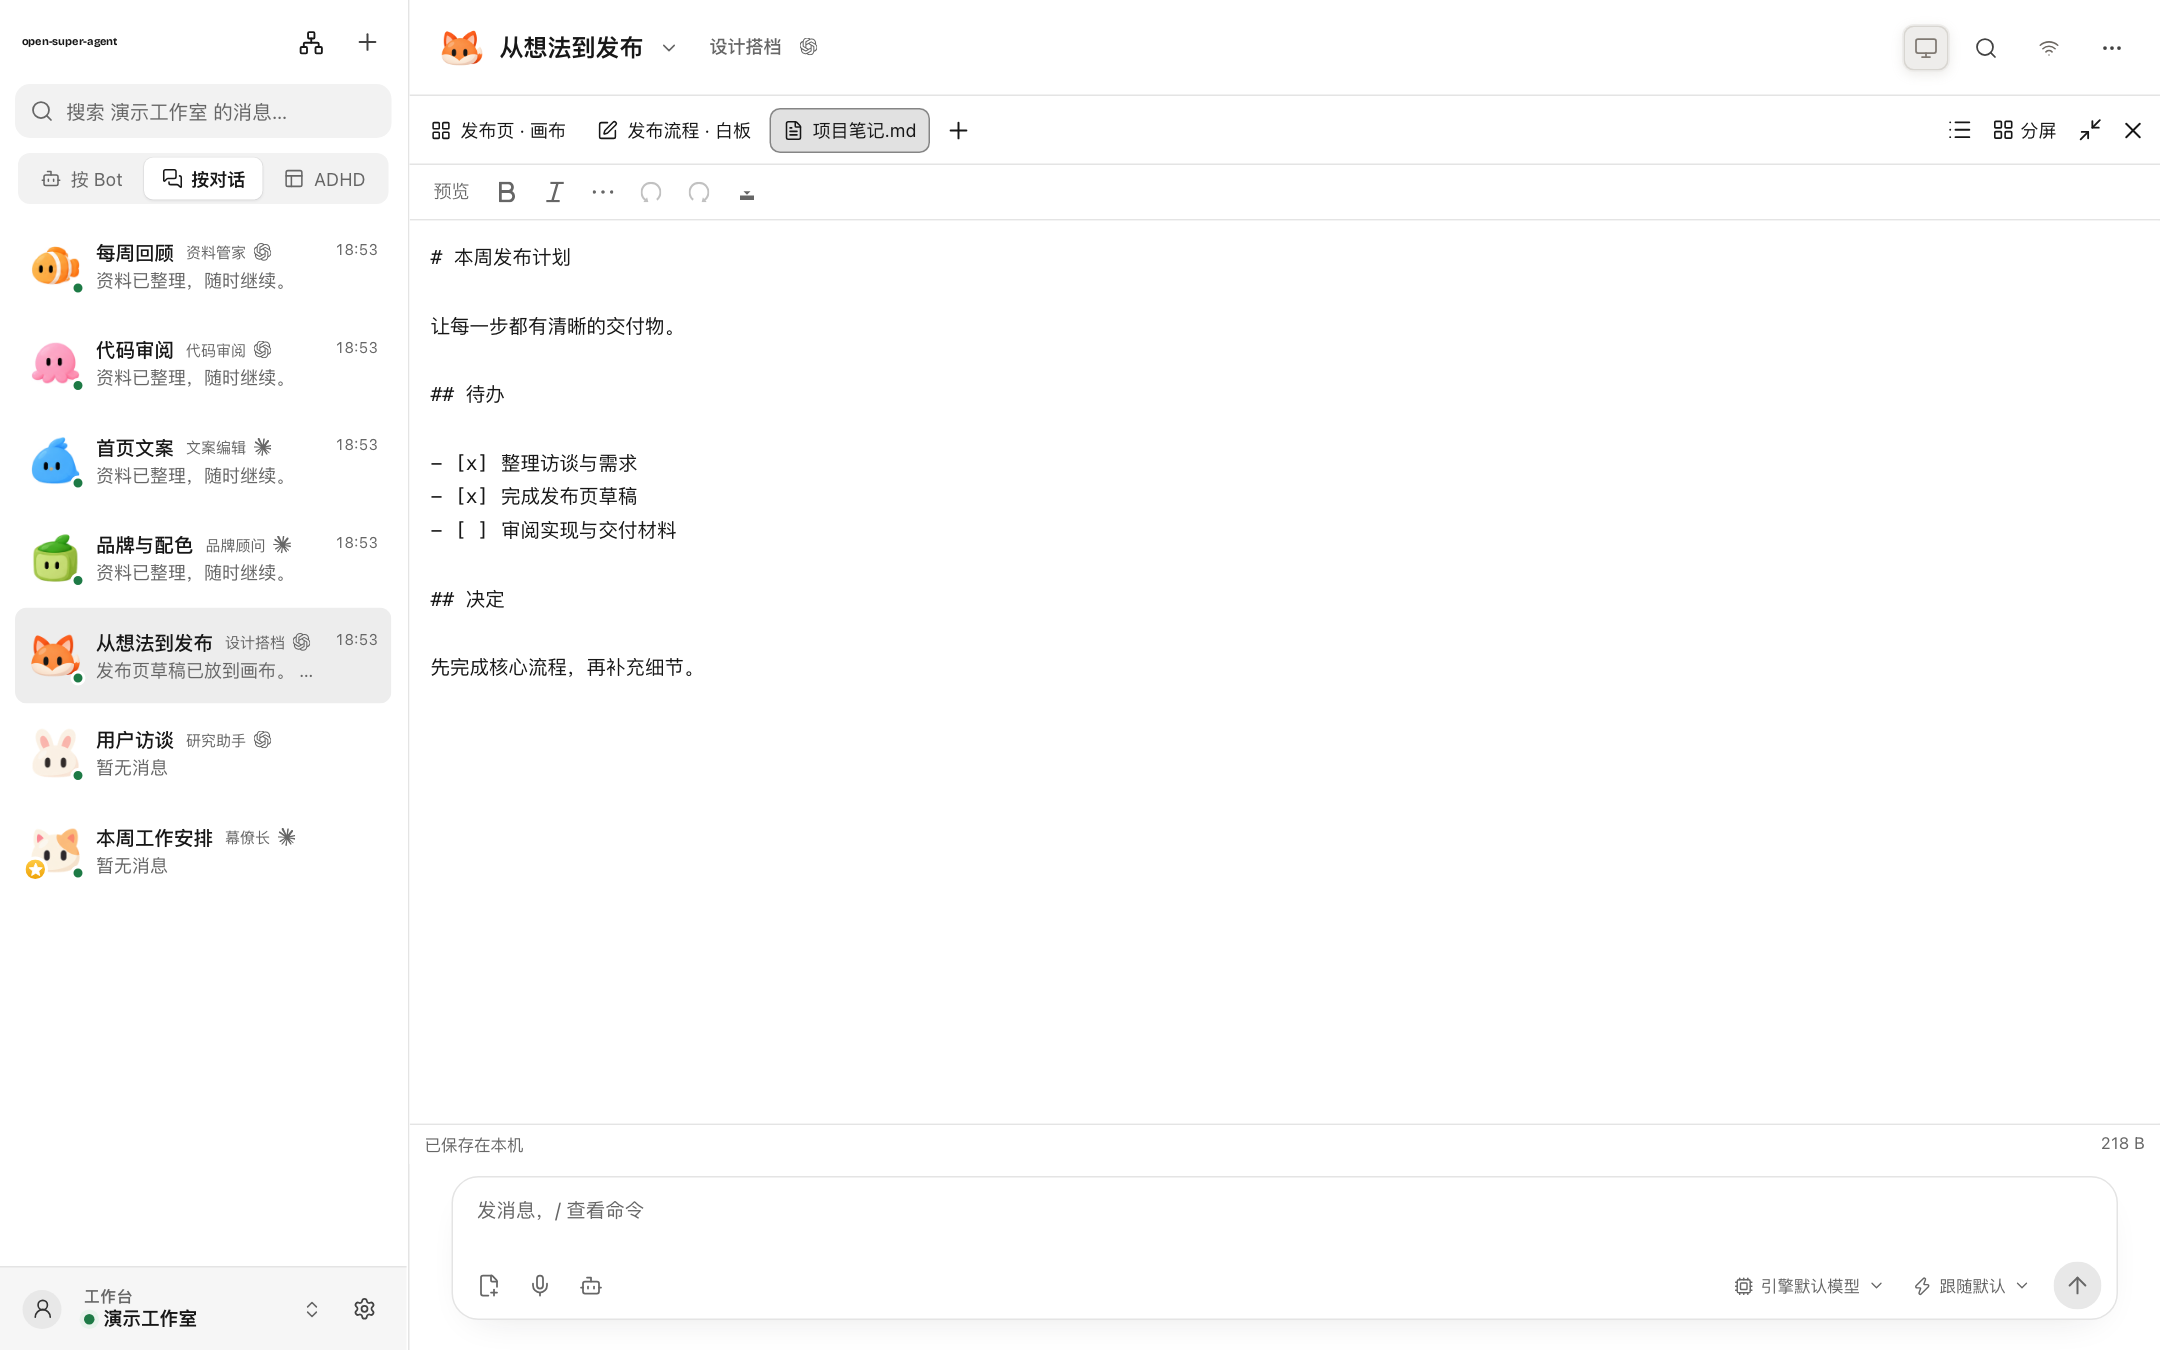 open-super-agent
搜索 演示工作室 的消息...
按 Bot 按对话 ADHD
每周回顾 资料管家 18:53
资料已整理，随时继续。
代码审阅 代码审阅 18:53
资料已整理，随时继续。
首页文案 文案编辑 18:53
资料已整理，随时继续。
品牌与配色 品牌顾问 18:53
资料已整理，随时继续。
从想法到发布 设计搭档 18:53
发布页草稿已放到画布。 ...
用户访谈 研究助手
暂无消息
本周工作安排 幕僚长
暂无消息
工作台
演示工作室
从想法到发布 设计搭档
发布页 · 画布 发布流程 · 白板 项目笔记.md 分屏
预览 B I
# 本周发布计划
让每一步都有清晰的交付物。
## 待办
- [x] 整理访谈与需求
- [x] 完成发布页草稿
- [ ] 审阅实现与交付材料
## 决定
先完成核心流程，再补充细节。
已保存在本机 218 B
发消息，/ 查看命令
引擎默认模型 跟随默认